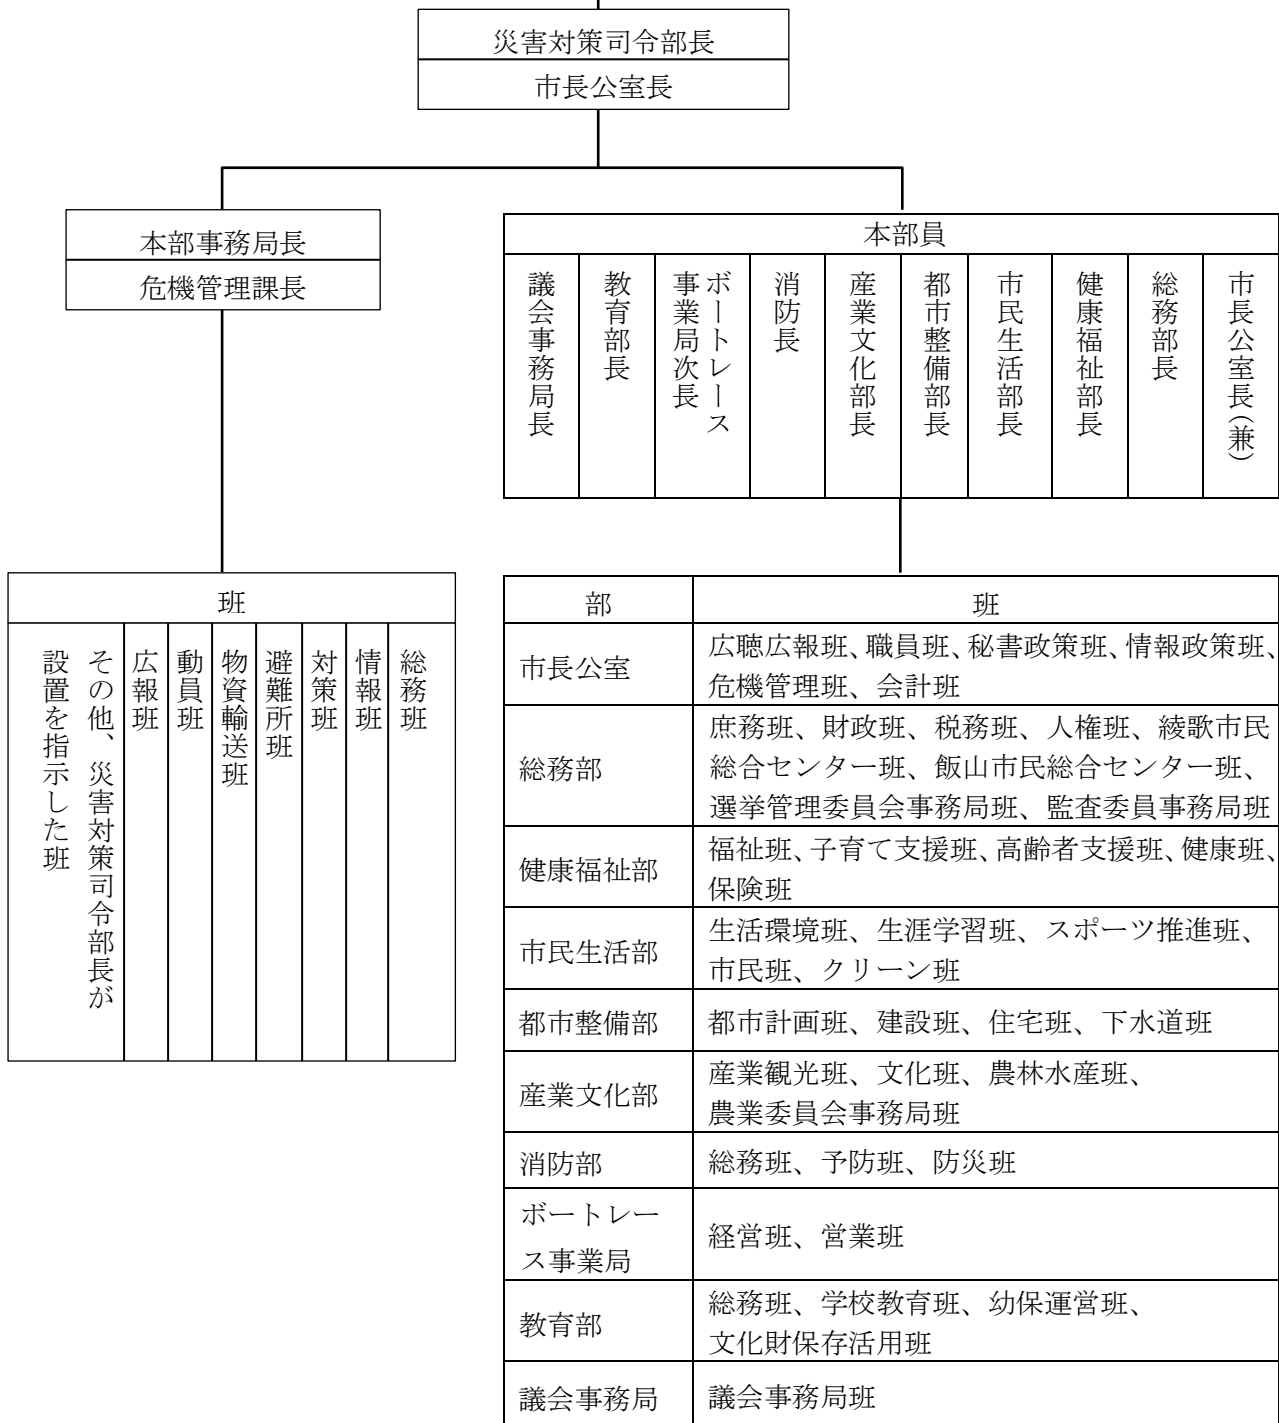 災害対策司令部長
市長公室長
本部事務局長
危機管理課長
本部員
市長公室長(兼)
総務部長
健康福祉部長
市民生活部長
都市整備部長
産業文化部長
消防長
ボートレース
事業局次長
教育部長
議会事務局長
班
総務班
情報班
対策班
避難所班
物資輸送班
動員班
広報班
その他、災害対策司令部長が
設置を指示した班
部
班
市長公室
広聴広報班、職員班、秘書政策班、情報政策班、
危機管理班、会計班
総務部
庶務班、財政班、税務班、人権班、綾歌市民
総合センター班、飯山市民総合センター班、
選挙管理委員会事務局班、監査委員事務局班
健康福祉部
福祉班、子育て支援班、高齢者支援班、健康班、
保険班
市民生活部
生活環境班、生涯学習班、スポーツ推進班、
市民班、クリーン班
都市整備部
都市計画班、建設班、住宅班、下水道班
産業文化部
産業観光班、文化班、農林水産班、
農業委員会事務局班
消防部
総務班、予防班、防災班
ボートレー
ス事業局
経営班、営業班
教育部
総務班、学校教育班、幼保運営班、
文化財保存活用班
議会事務局
議会事務局班